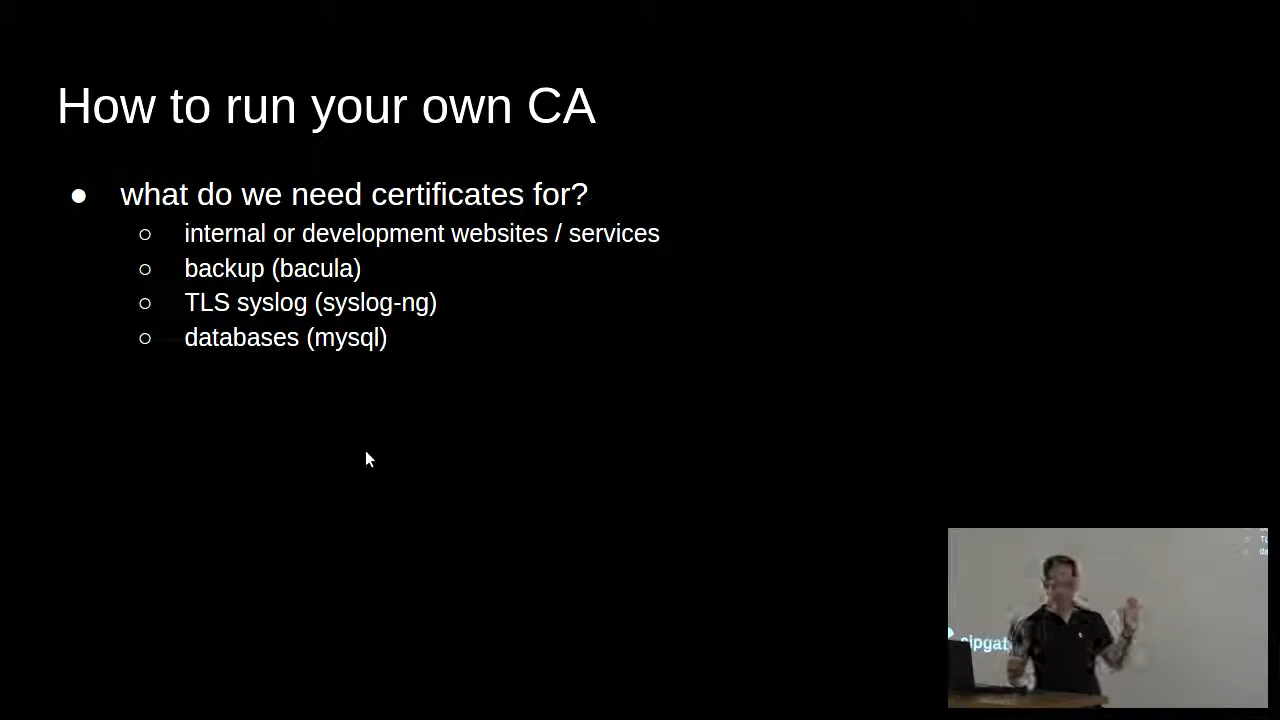 How to run your own CA
● what do we need certificates for?
○ internal or development websites / services
○ backup (bacula)
○ TLS syslog (syslog-ng)
○ databases (mysql)